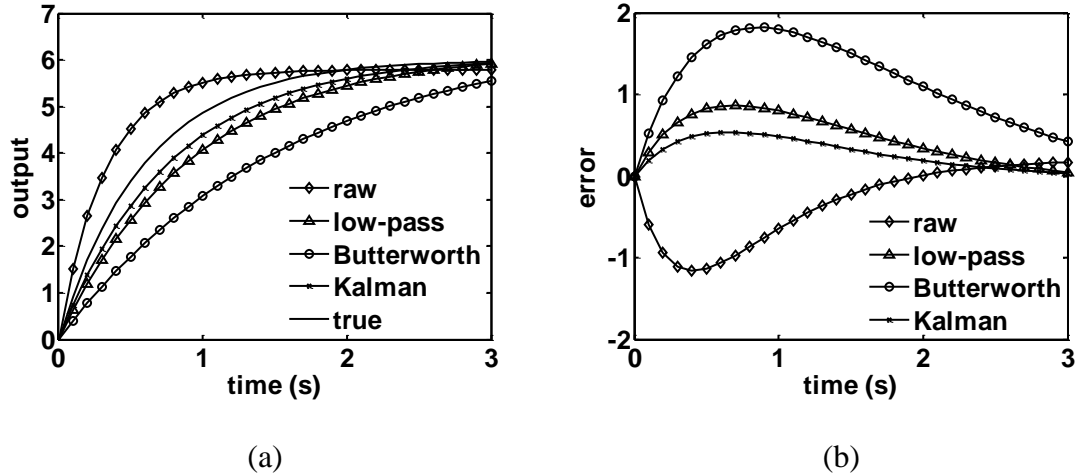 7
6
5
4
3
2
1
0
output
raw
low-pass
Butterworth
Kalman
true
0 1 2 3
time (s)
(a)
2
1
0
-1
-2
error
raw
low-pass
Butterworth
Kalman
0 1 2 3
time (s)
(b)